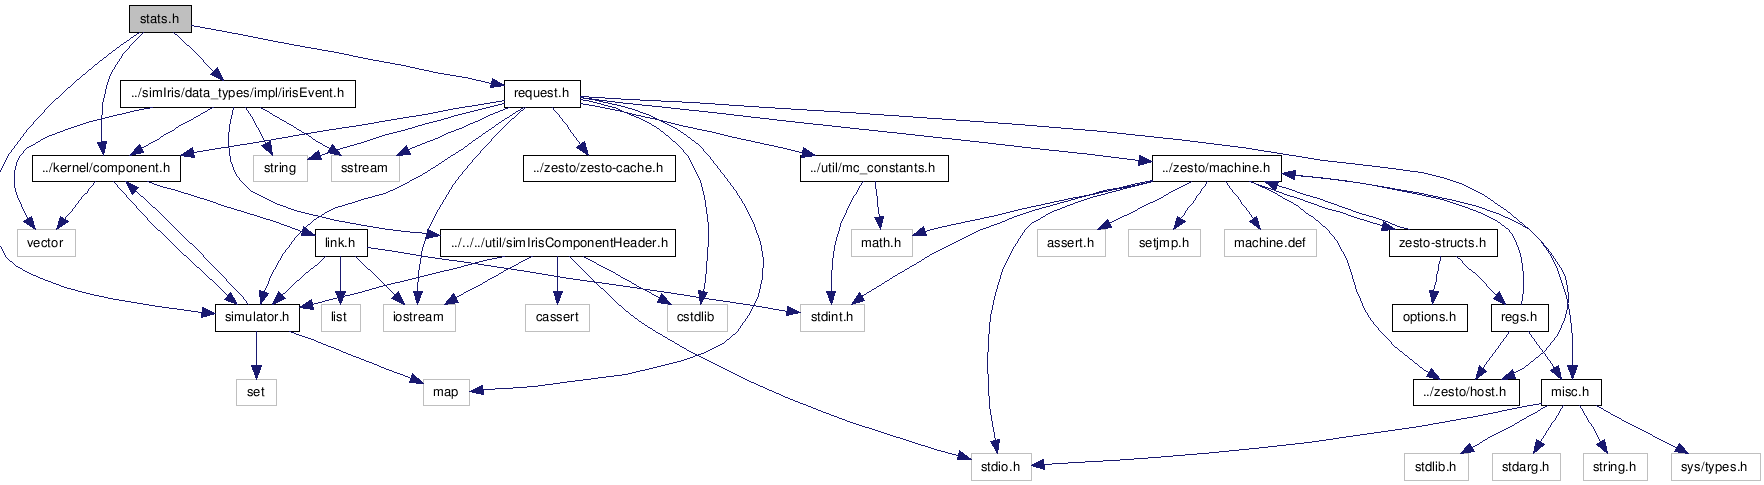 stats.h
../simIris/data_types/impl/irisEvent.h
request.h
../kernel/component.h
string
sstream
../zesto/zesto-cache.h
../util/mc_constants.h
../zesto/machine.h
vector
link.h
../../../util/simIrisComponentHeader.h
math.h
assert.h
setjmp.h
machine.def
zesto-structs.h
simulator.h
list
iostream
cassert
cstdlib
stdint.h
options.h
regs.h
set
map
../zesto/host.h
misc.h
stdio.h
stdlib.h
stdarg.h
string.h
sys/types.h